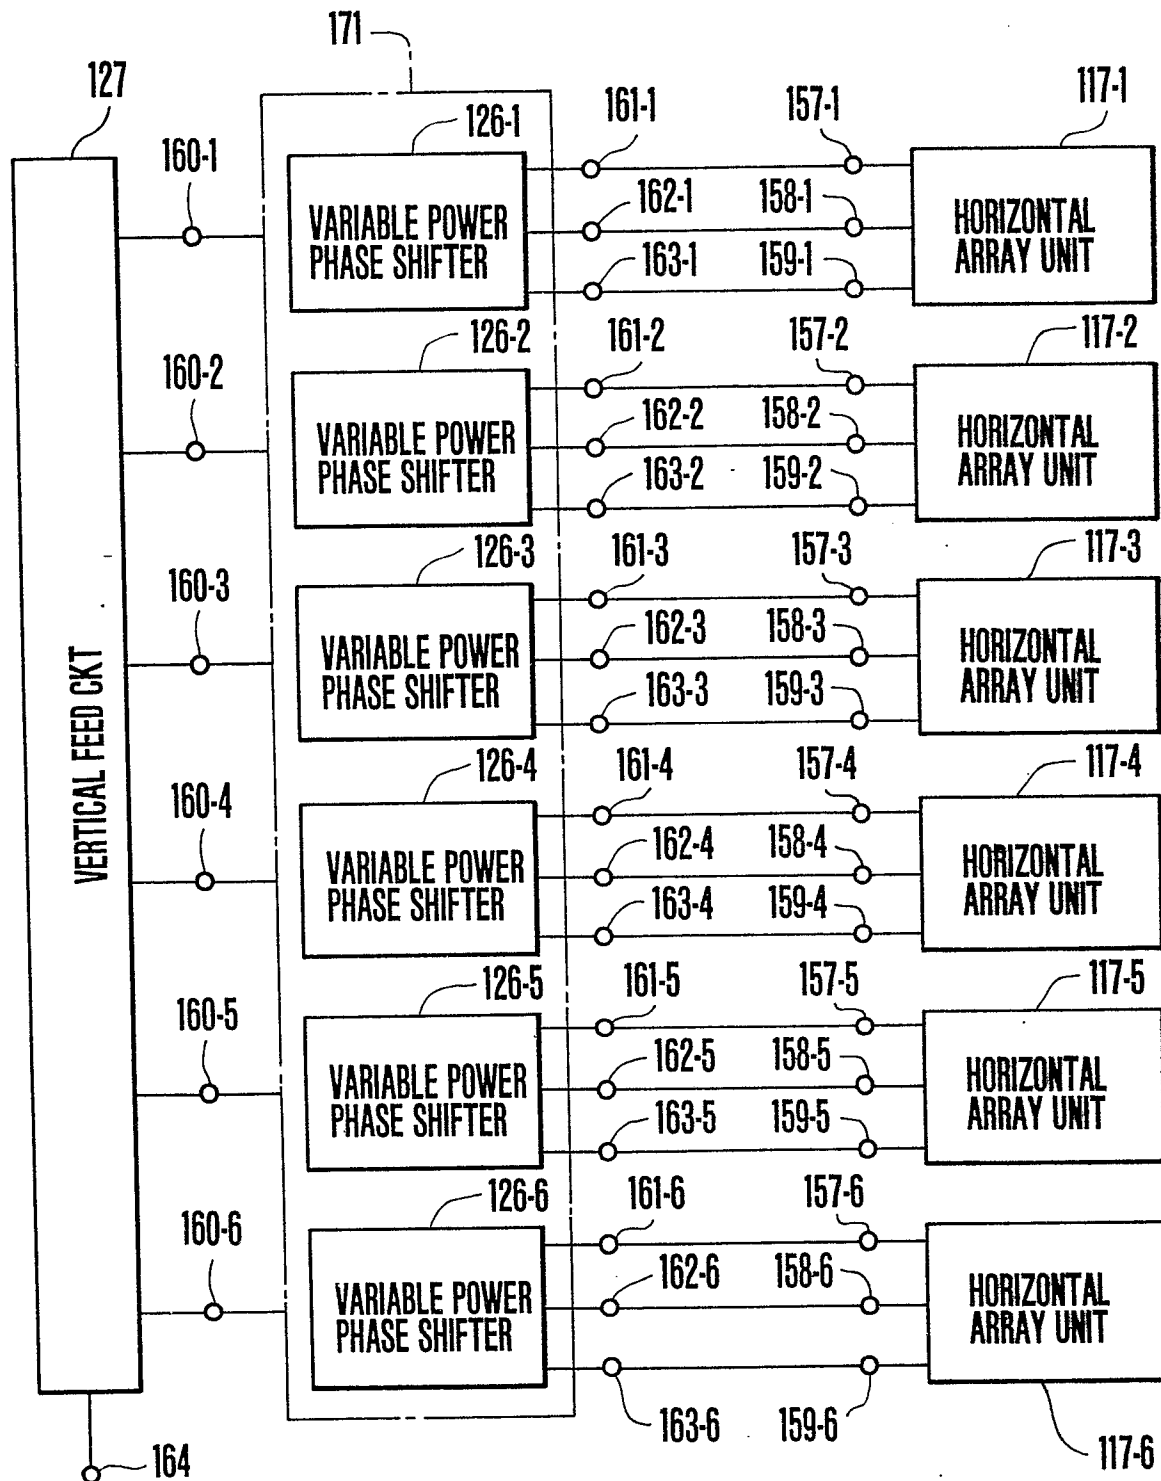 171
127
126-1
161-1
157-1
117-1
160-1
VARIABLE POWER
PHASE SHIFTER
162-1
158-1
HORIZONTAL
ARRAY UNIT
163-1
159-1
126-2
161-2
157-2
117-2
160-2
VARIABLE POWER
PHASE SHIFTER
162-2
158-2
HORIZONTAL
ARRAY UNIT
163-2
159-2
126-3
161-3
157-3
117-3
160-3
VARIABLE POWER
PHASE SHIFTER
162-3
158-3
HORIZONTAL
ARRAY UNIT
163-3
159-3
VERTICAL FEED CKT
126-4
161-4
157-4
117-4
160-4
VARIABLE POWER
PHASE SHIFTER
162-4
158-4
HORIZONTAL
ARRAY UNIT
163-4
159-4
126-5
161-5
157-5
117-5
160-5
VARIABLE POWER
PHASE SHIFTER
162-5
158-5
HORIZONTAL
ARRAY UNIT
163-5
159-5
126-6
161-6
157-6
160-6
VARIABLE POWER
PHASE SHIFTER
162-6
158-6
HORIZONTAL
ARRAY UNIT
163-6
159-6
117-6
164